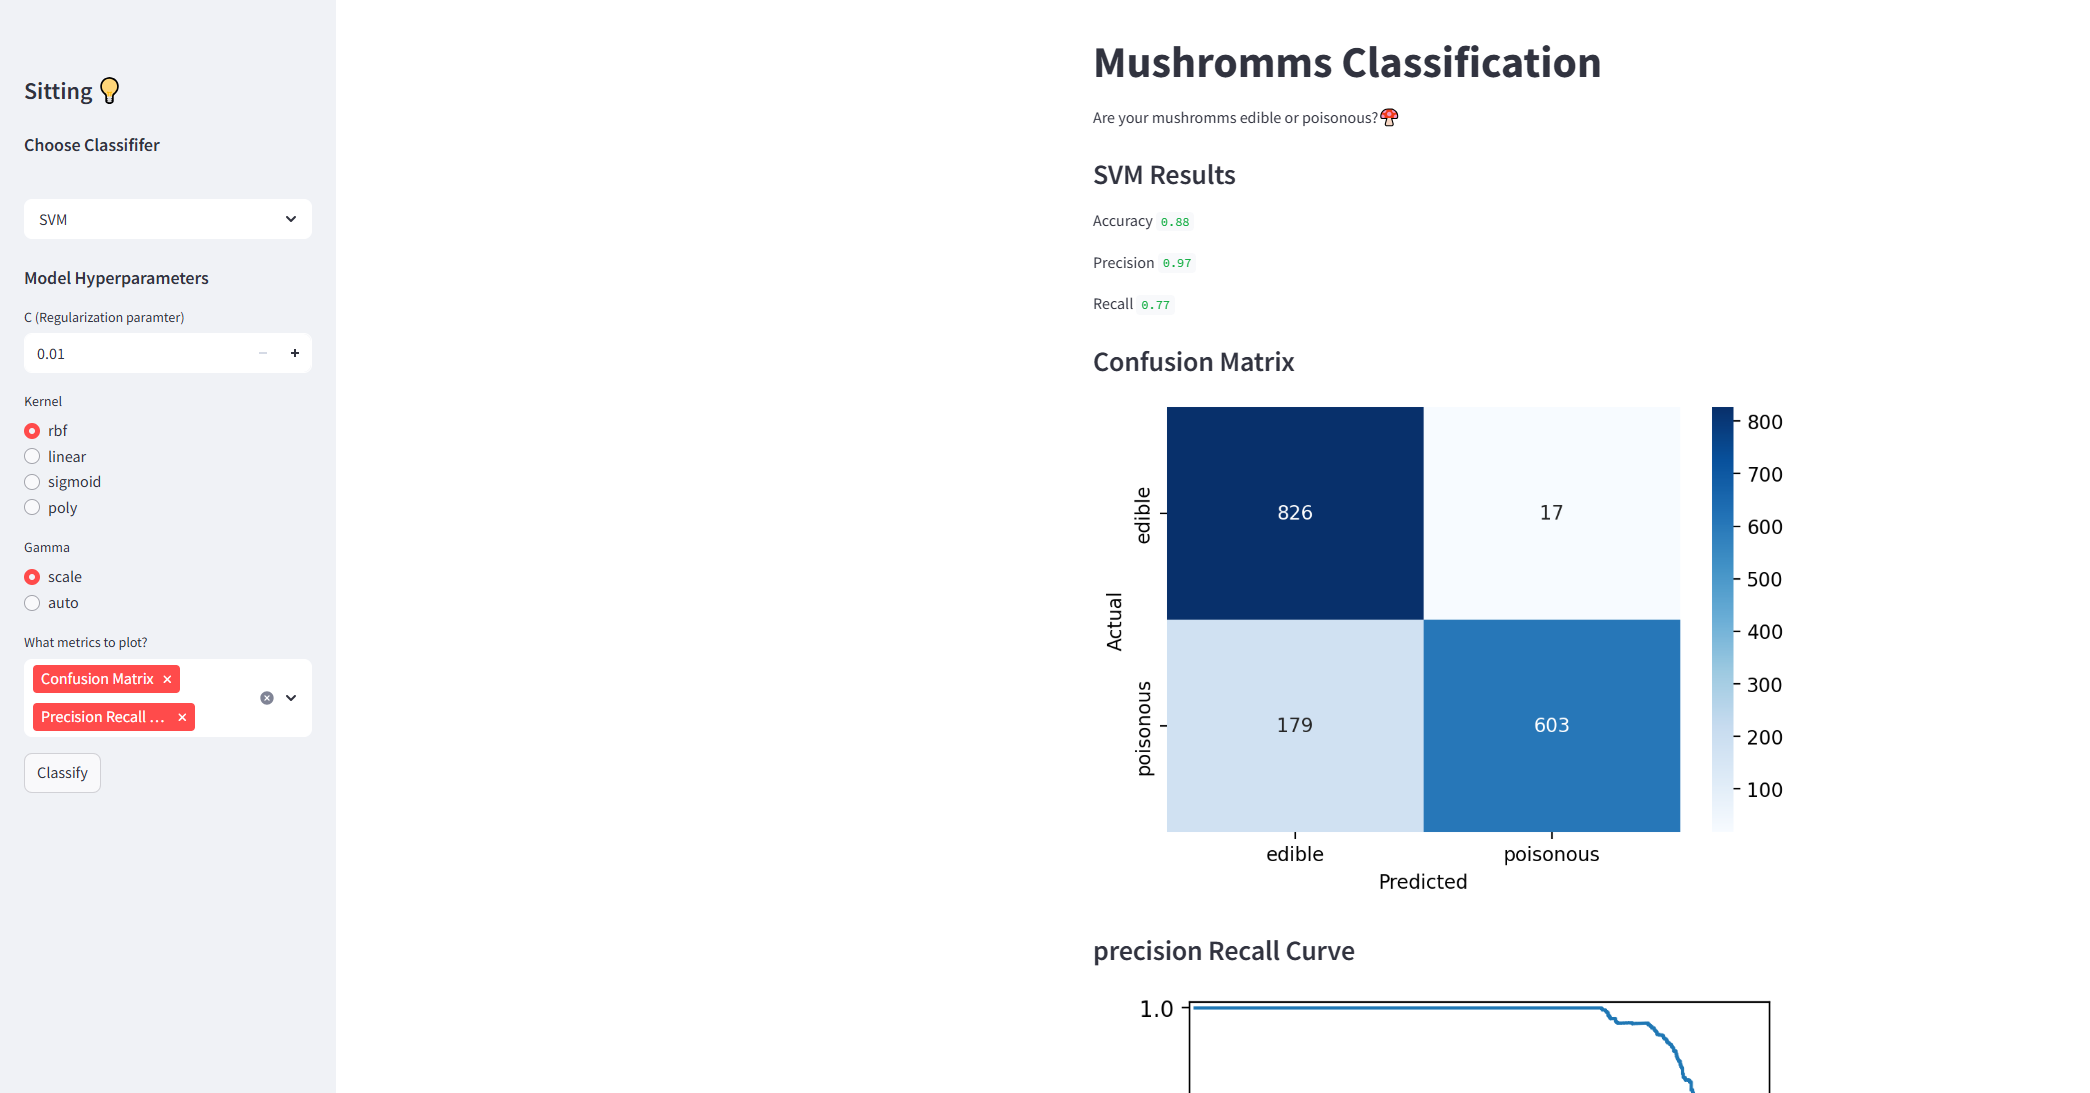 Sitting
Choose Classififer
SVM
Model Hyperparameters
C (Regularization paramter)
0.01
Kernel
rbf
linear
sigmoid
poly
Gamma
scale
auto
What metrics to plot?
Confusion Matrix
Precision Recall ...
Classify
Mushromms Classification
Are your mushromms edible or poisonous?
SVM Results
Accuracy 0.88
Precision 0.97
Recall 0.77
Confusion Matrix
Actual
edible
poisonous
826
17
179
603
edible
poisonous
Predicted
800
700
600
500
400
300
200
100
precision Recall Curve
1.0